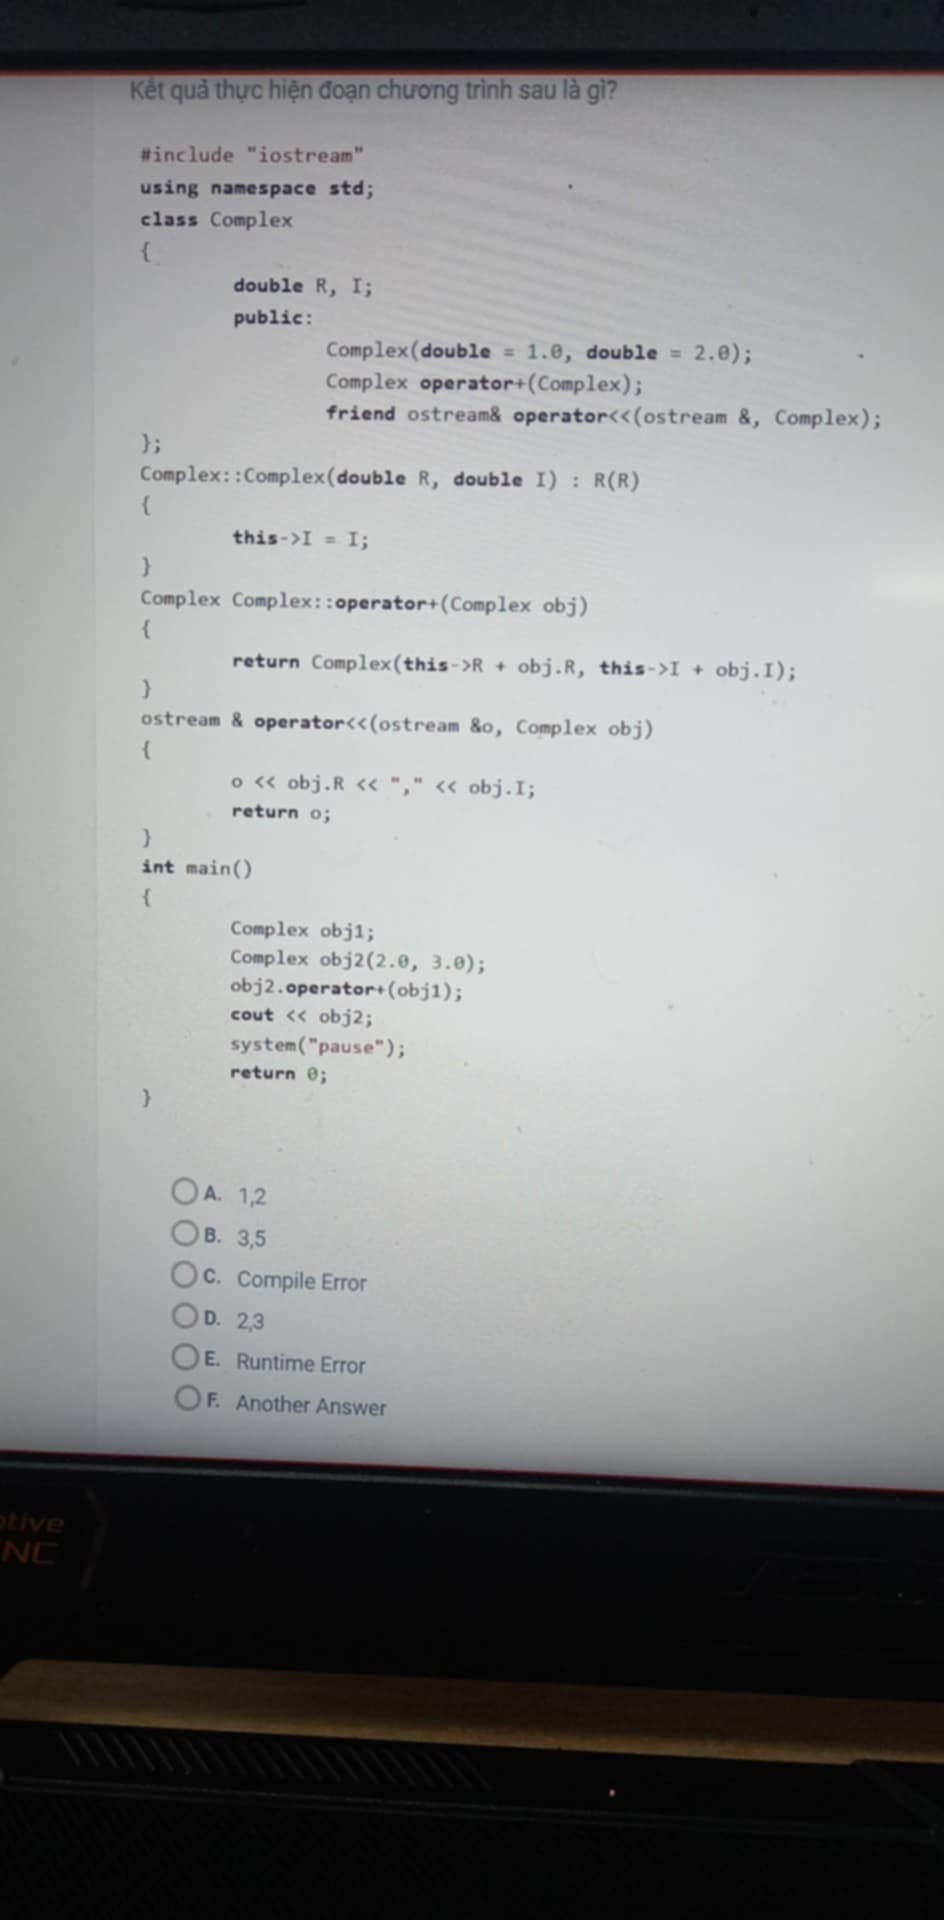 Kết quả thực hiện đoạn chương trình sau là gì?
#include "iostream"
using namespace std;
class Complex
{
double R, I;
public:
Complex(double = 1.0, double = 2.0);
Complex operator+(Complex);
friend ostream& operator<<(ostream &, Complex);
};
Complex::Complex(double R, double I) : R(R)
{
this->I = I;
}
Complex Complex::operator+(Complex obj)
{
return Complex(this->R + obj.R, this->I + obj.I);
}
ostream & operator<<(ostream &o, Complex obj)
{
o << obj.R << "," << obj.I;
return o;
}
int main()
{
Complex obj1;
Complex obj2(2.0, 3.0);
obj2.operator+(obj1);
cout << obj2;
system("pause");
return 0;
}
A. 1,2
B. 3,5
C. Compile Error
D. 2,3
E. Runtime Error
F. Another Answer